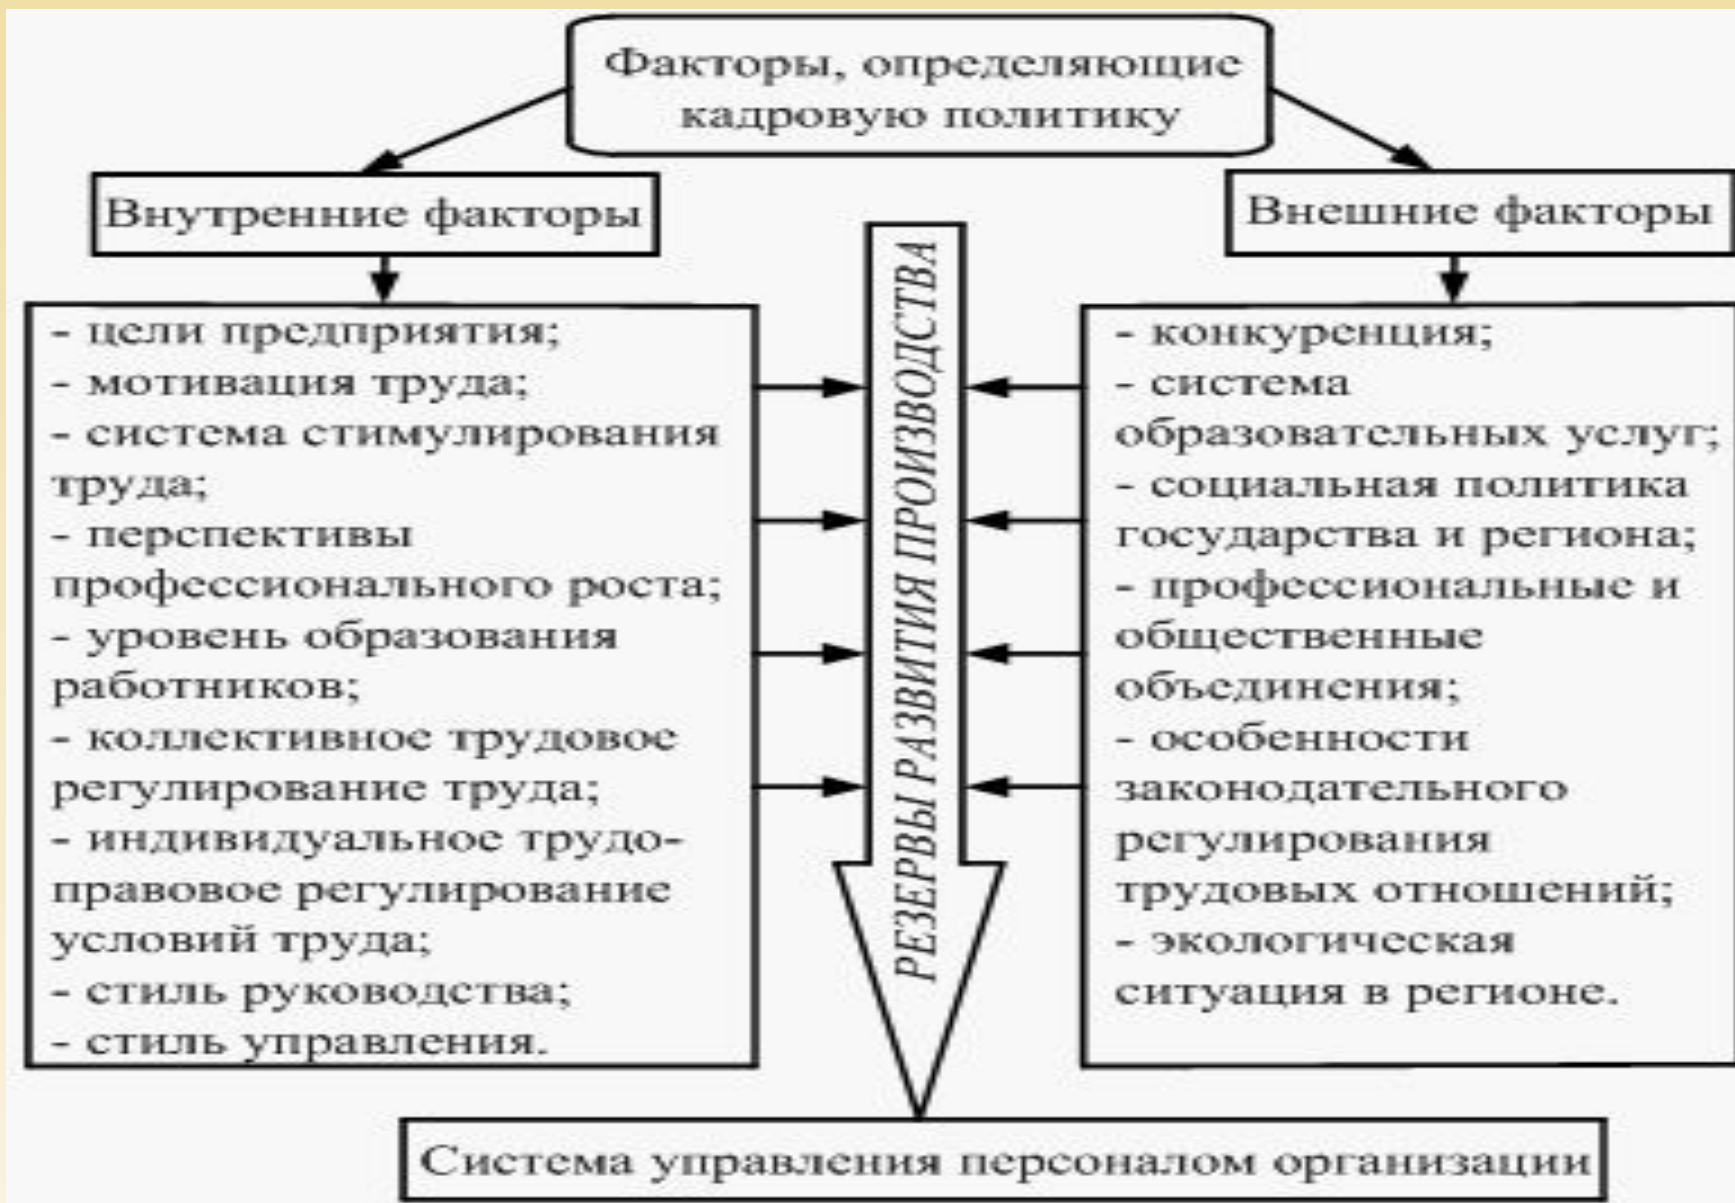 Факторы, определяющие
кадровую политику
Внутренние факторы
Внешние факторы
- цели предприятия;
- мотивация труда;
- система стимулирования
труда;
- перспективы
профессионального роста;
- уровень образования
работников;
- коллективное трудовое
регулирование труда;
- индивидуальное трудо-
правовое регулирование
условий труда;
- стиль руководства;
- стиль управления.
РЕЗЕРВЫ РАЗВИТИЯ ПРОИЗВОДСТВА
- конкуренция;
- система
образовательных услуг;
- социальная политика
государства и региона;
- профессиональные и
общественные
объединения;
- особенности
законодательного
регулирования
трудовых отношений;
- экологическая
ситуация в регионе.
Система управления персоналом организации